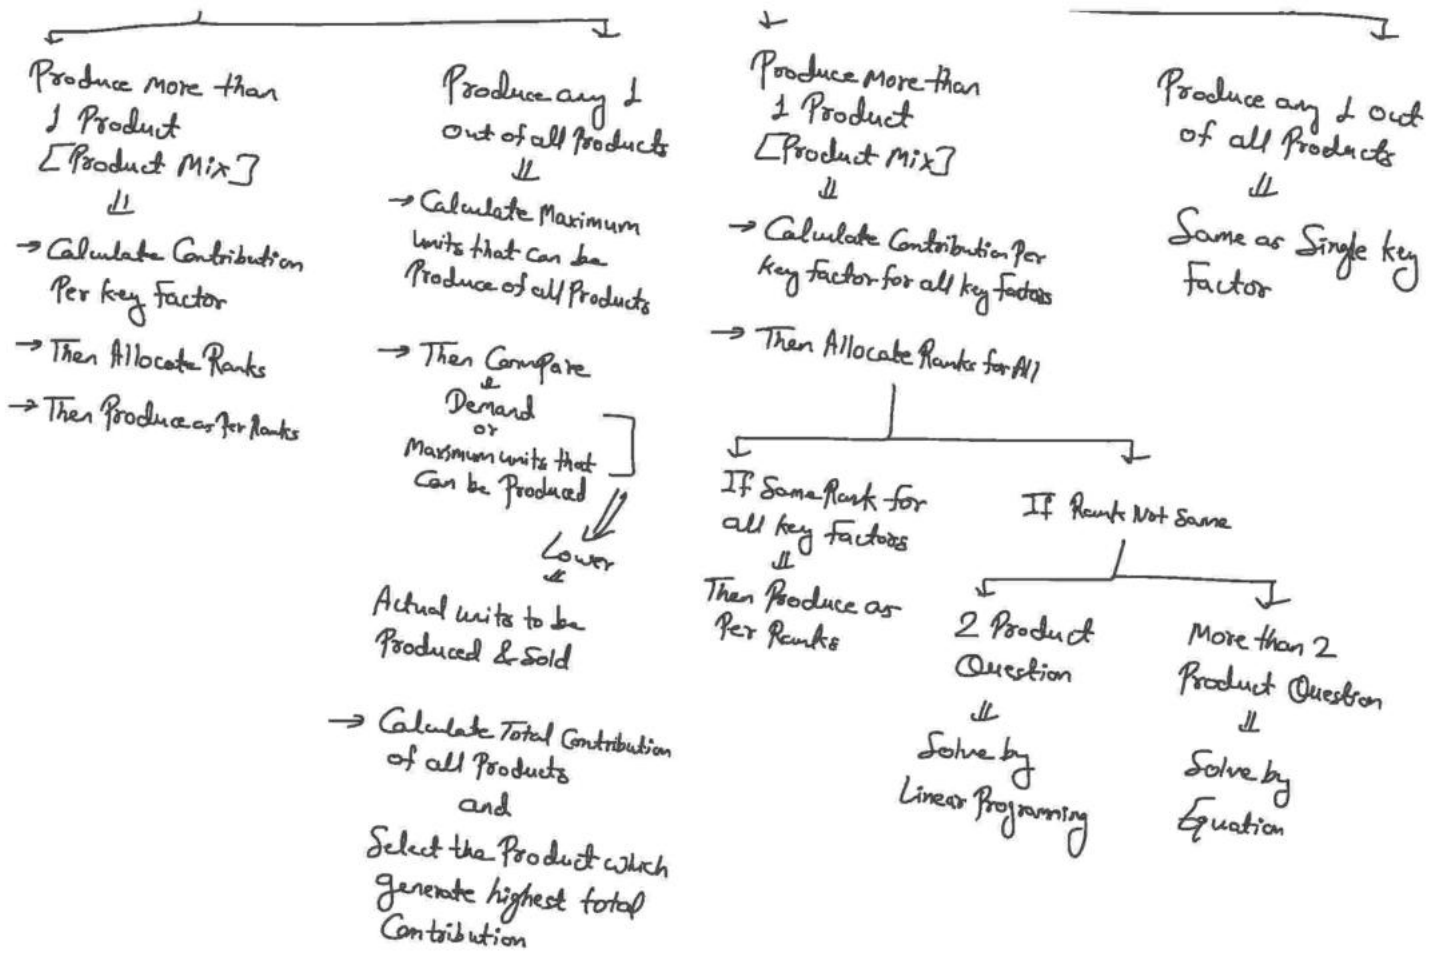 Produce more than
1 Product
[Product Mix]
→ Calculate Contribution
Per key factor
→ Then Allocate Ranks
→ Then Produce as Per Ranks
Produce any 1
out of all Products
→ Calculate Maximum
units that can be
Produce of all Products
→ Then Compare
Demand
or
Maximum units that
Can be Produced
Lower
Actual units to be
Produced & Sold
→ Calculate Total Contribution
of all Products
and
Select the Product which
generate highest total
Contribution
Produce more than
1 Product
[Product Mix]
→ Calculate Contribution Per
key factor for all key factors
→ Then Allocate Ranks for All
If Same Rank for
all key factors
Then Produce as
Per Ranks
If Rank Not Same
2 Product
Question
Solve by
Linear Programing
More than 2
Product Question
Solve by
Equation
Produce any 1 out
of all Products
Same as Single key
factor